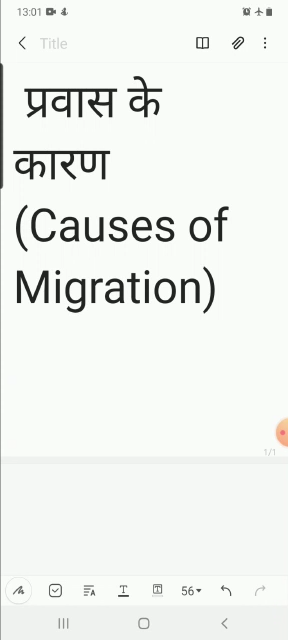 13:01
Title
प्रवास के
कारण
(Causes of
Migration)
1/1
56